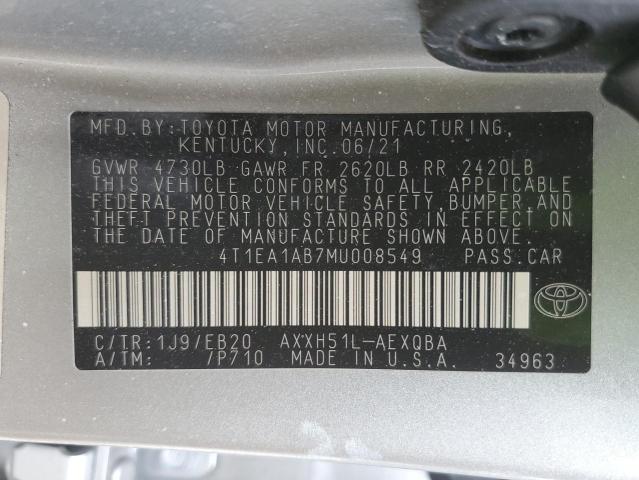 MFD. BY: TOYOTA MOTOR MANUFACTURING,
KENTUCKY, INC. 06/21
GVWR 4730LB GAWR FR 2620LB RR 2420LB
THIS VEHICLE CONFORMS TO ALL APPLICABLE
FEDERAL MOTOR VEHICLE SAFETY, BUMPER, AND
THEFT PREVENTION STANDARDS IN EFFECT ON
THE DATE OF MANUFACTURE SHOWN ABOVE.
4T1EA1AB7MU008549 PASS. CAR
C/TR: 1J9/EB20 AXXH51L-AEXQBA
A/TM: /P710 MADE IN U.S.A. 34963